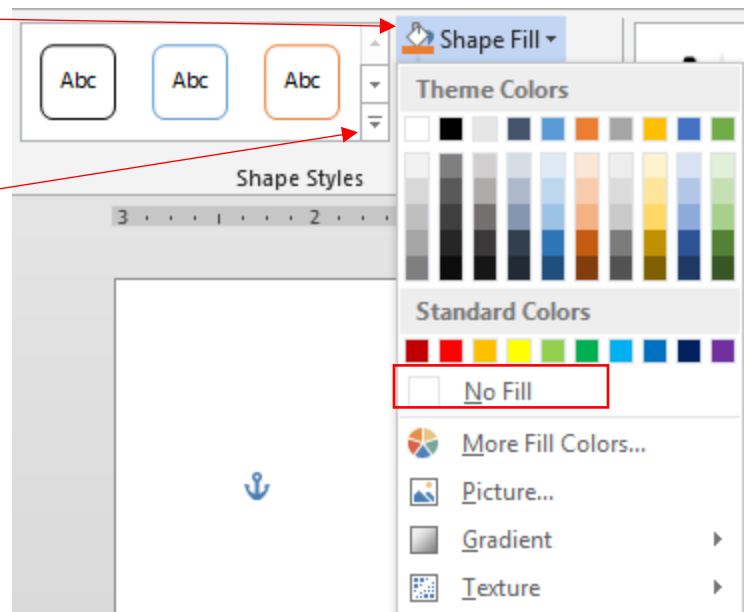 Shape Fill
Abc Abc Abc
Theme Colors
Shape Styles
3 2
Standard Colors
No Fill
More Fill Colors...
Picture...
Gradient
Texture